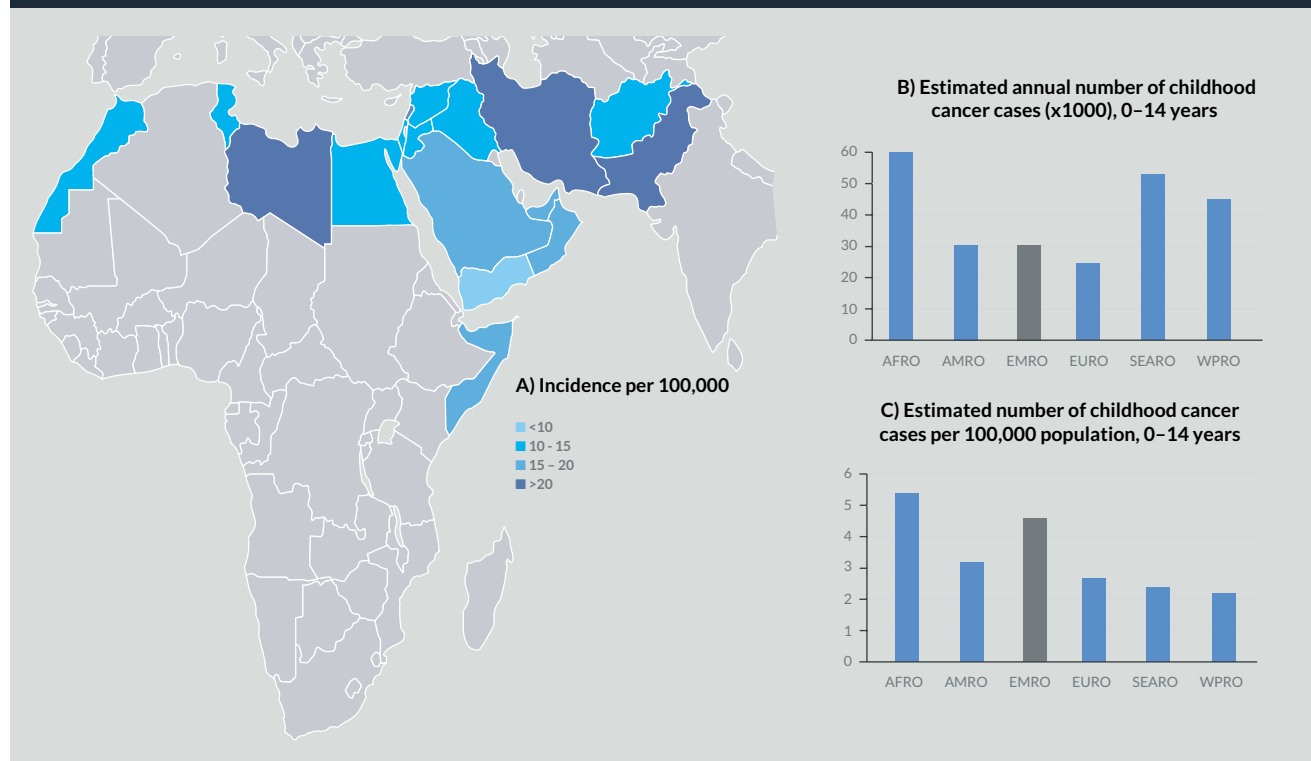 A) Incidence per 100,000
<10
10 - 15
15 – 20
>20
B) Estimated annual number of childhood
cancer cases (x1000), 0–14 years
60
50
40
30
20
10
0
AFRO AMRO EMRO EURO SEARO WPRO
C) Estimated number of childhood cancer
cases per 100,000 population, 0–14 years
6
5
4
3
2
1
0
AFRO AMRO EMRO EURO SEARO WPRO